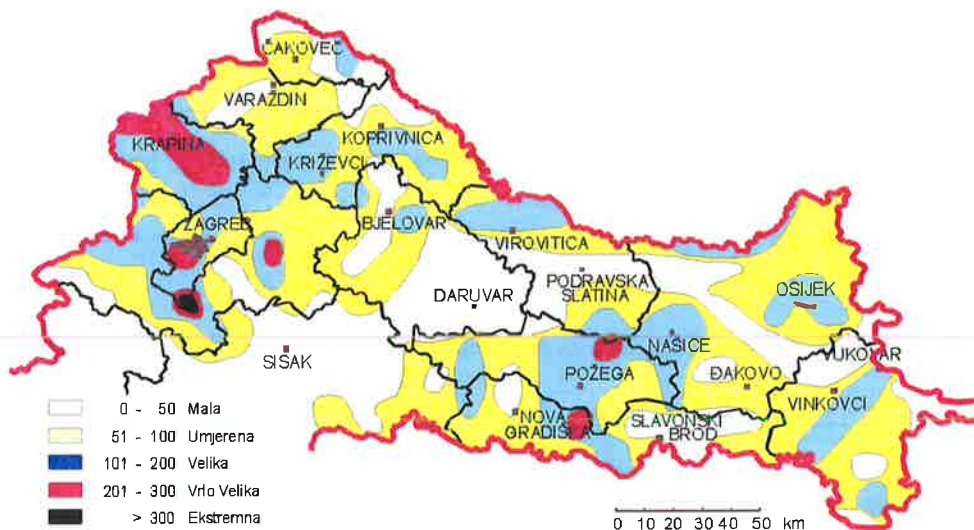 ČAKOVEC
VARAŽDIN
KRAPINA
KOPRIVNICA
KRIŽEVCI
ZAGREB
BJELOVAR
VIROVITICA
DARUVAR
PODRAVSKA
SLATINA
OSIJEK
SIŠAK
NAŠICE
VUKOVAR
POŽEGA
ĐAKOVO
VINKOVCI
NOVA
GRADIŠKA
SLAVONSKI
BROD
0 - 50 Mala
51 - 100 Umjerena
101 - 200 Velika
201 - 300 Vrlo Velika
> 300 Ekstremna
0 10 20 30 40 50 km